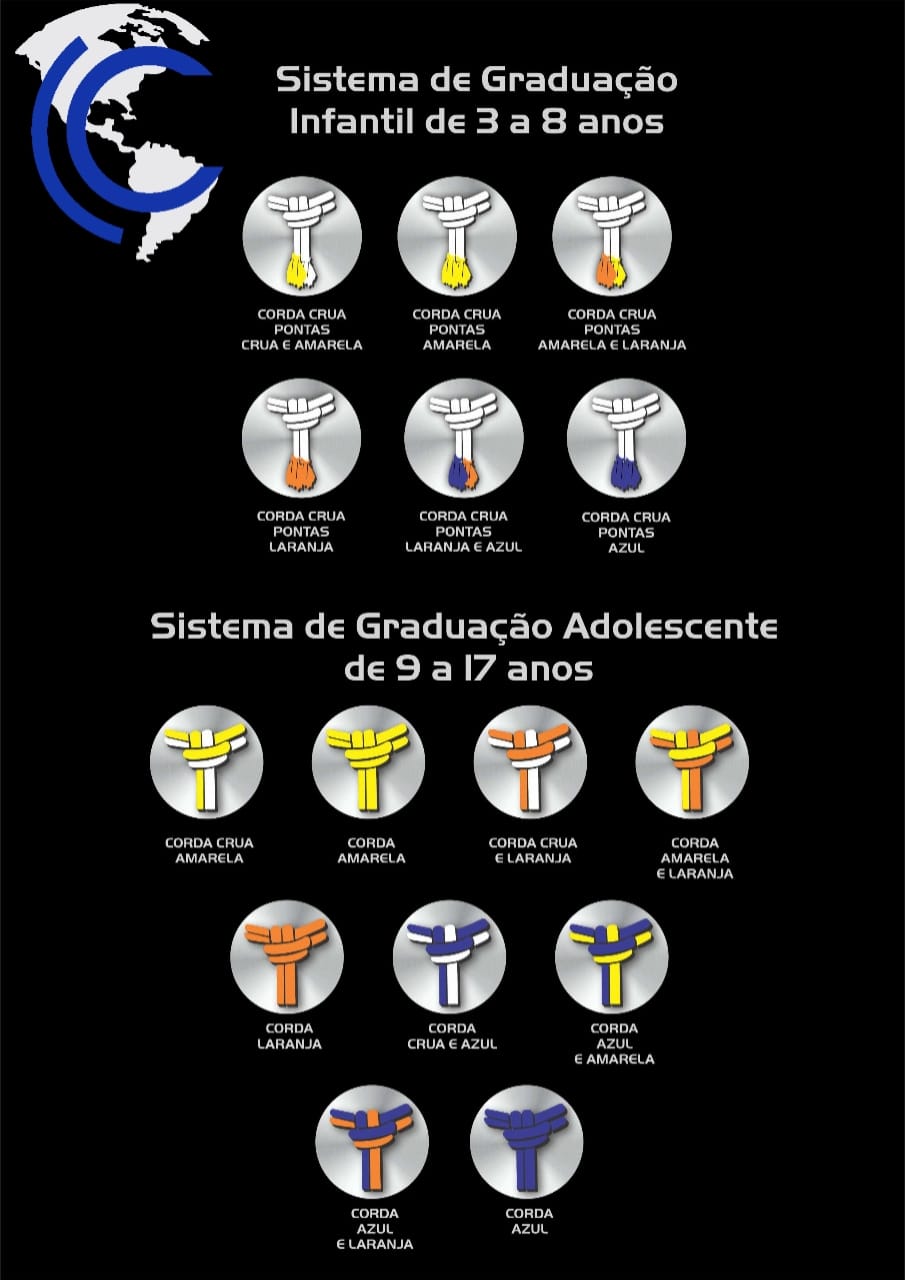 Sistema de Graduação
Infantil de 3 a 8 anos
CORDA CRUA
PONTAS
CRUA E AMARELA
CORDA CRUA
PONTAS
AMARELA
CORDA CRUA
PONTAS
AMARELA E LARANJA
CORDA CRUA
PONTAS
LARANJA
CORDA CRUA
PONTAS
LARANJA E AZUL
CORDA CRUA
PONTAS
AZUL
Sistema de Graduação Adolescente
de 9 a 17 anos
CORDA CRUA
AMARELA
CORDA
AMARELA
CORDA CRUA
E LARANJA
CORDA
AMARELA
E LARANJA
CORDA
LARANJA
CORDA
CRUA E AZUL
CORDA
AZUL
E AMARELA
CORDA
AZUL
E LARANJA
CORDA
AZUL